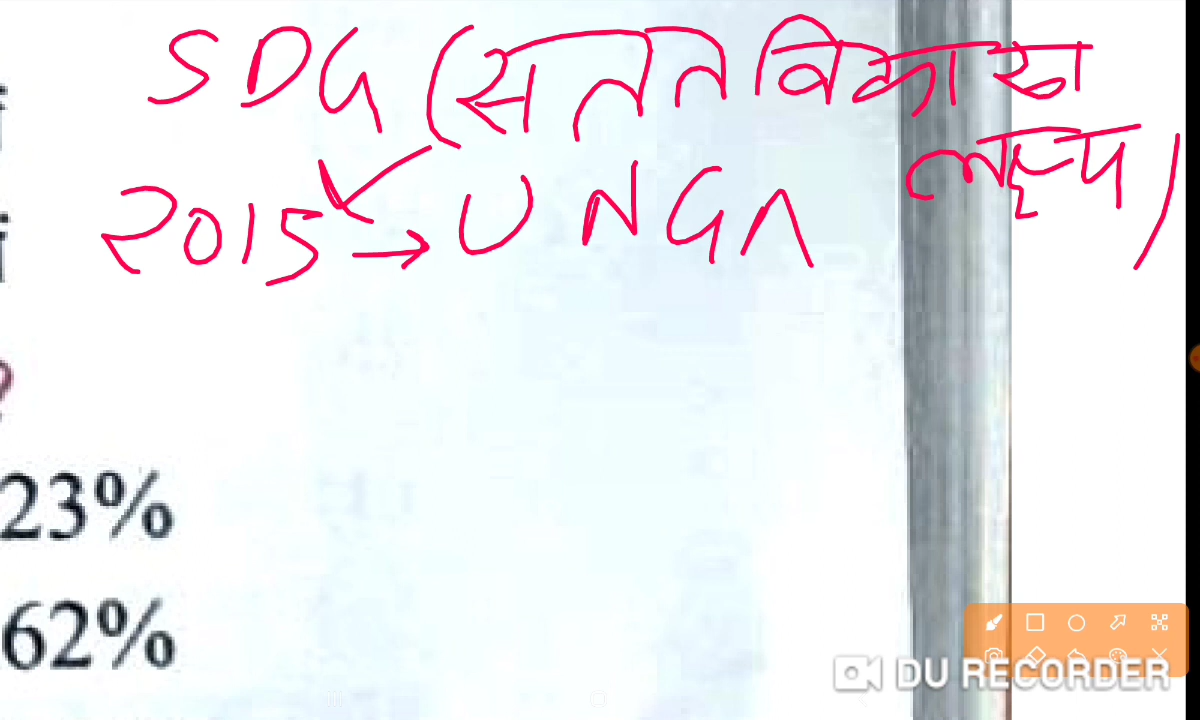 SDG (सतत विकास
लक्ष्य)
2015 → UNGA
23%
62%
DU RECORDER